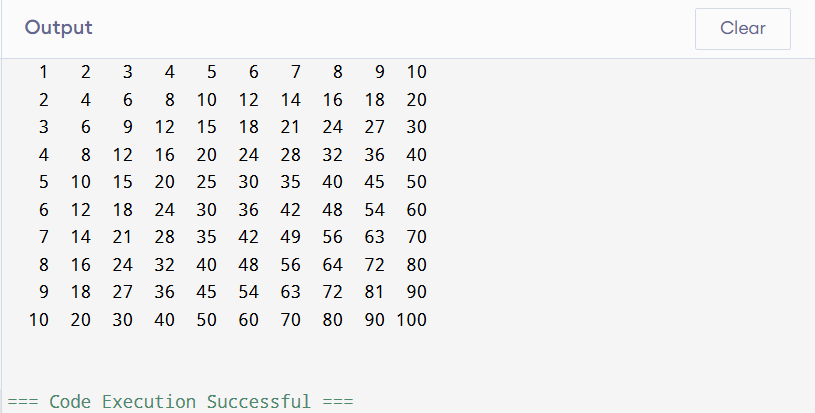 Output
Clear
1 2 3 4 5 6 7 8 9 10
2 4 6 8 10 12 14 16 18 20
3 6 9 12 15 18 21 24 27 30
4 8 12 16 20 24 28 32 36 40
5 10 15 20 25 30 35 40 45 50
6 12 18 24 30 36 42 48 54 60
7 14 21 28 35 42 49 56 63 70
8 16 24 32 40 48 56 64 72 80
9 18 27 36 45 54 63 72 81 90
10 20 30 40 50 60 70 80 90 100
=== Code Execution Successful ===